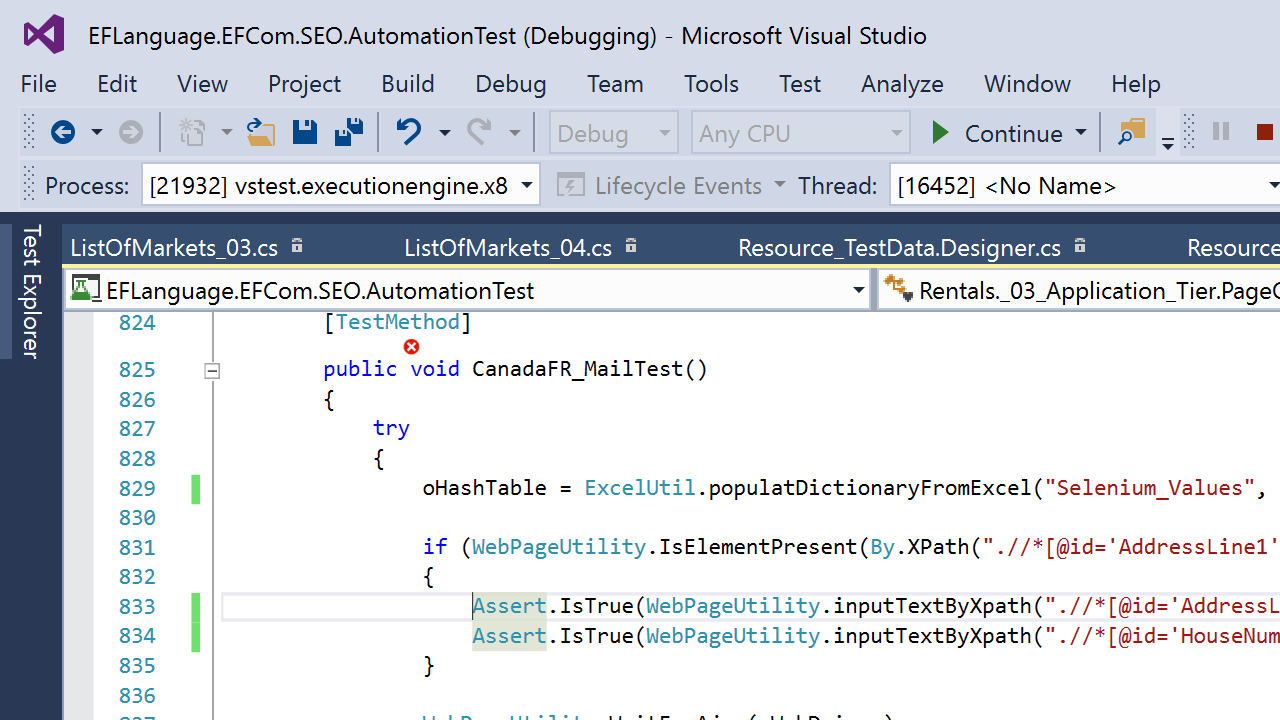 EFLanguage.EFCom.SEO.AutomationTest (Debugging) - Microsoft Visual Studio
File Edit View Project Build Debug Team Tools Test Analyze Window Help
Debug Any CPU Continue
Process: [21932] vstest.executionengine.x8 Lifecycle Events Thread: [16452] <No Name>
Test Explorer
ListOfMarkets_03.cs ListOfMarkets_04.cs Resource_TestData.Designer.cs Resource
EFLanguage.EFCom.SEO.AutomationTest Rentals._03_Application_Tier.PageC
824 [TestMethod]
825 public void CanadaFR_MailTest()
826 {
827 try
828 {
829 oHashTable = ExcelUtil.populatDictionaryFromExcel("Selenium_Values",
830
831 if (WebPageUtility.IsElementPresent(By.XPath(".//*[@id='AddressLine1'
832 {
833 Assert.IsTrue(WebPageUtility.inputTextByXpath(".//*[@id='AddressL
834 Assert.IsTrue(WebPageUtility.inputTextByXpath(".//*[@id='HouseNum
835 }
836